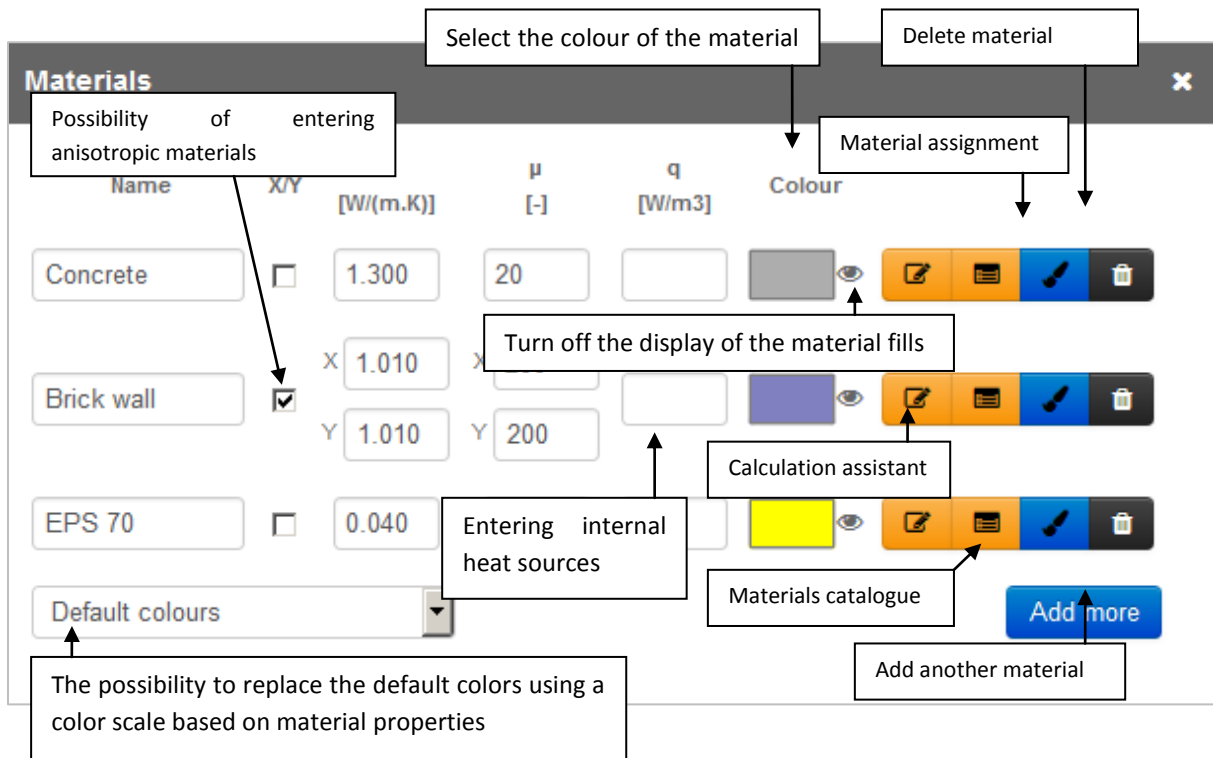 Select the colour of the material
Delete material
Materials
Possibility of entering
anisotropic materials
Material assignment
Name
X/Y
[W/(m.K)]
µ
[-]
q
[W/m3]
Colour
Concrete
1.300
20
Turn off the display of the material fills
Brick wall
X 1.010
X
Y 1.010
Y 200
Calculation assistant
EPS 70
0.040
Entering internal
heat sources
Materials catalogue
Default colours
Add more
Add another material
The possibility to replace the default colors using a
color scale based on material properties